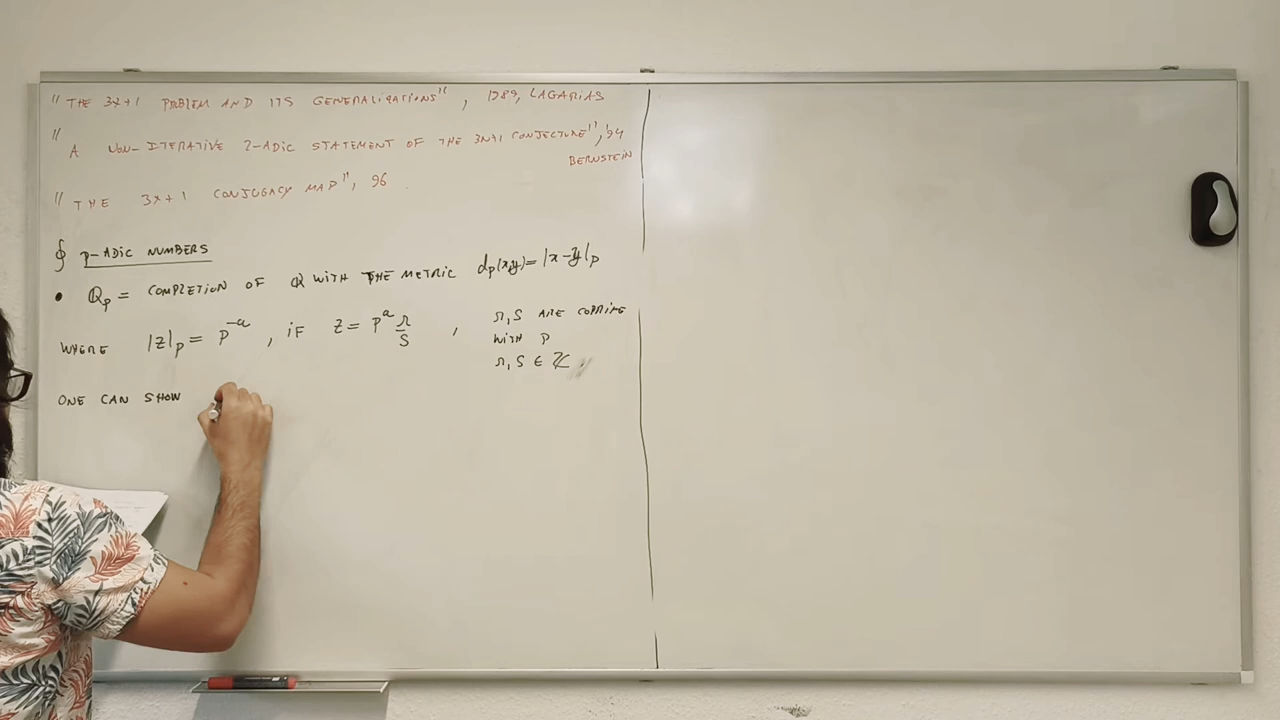 "THE 3x+1 PROBLEM AND ITS GENERALIZATIONS", 1989, LAGARIAS
"A NON-ITERATIVE 2-ADIC STATEMENT OF THE 3N+1 CONJECTURE", '94
BERNSTEIN
"THE 3x+1 CONJUGACY MAP", 96
§ p-ADIC NUMBERS
• ℚp = COMPLETION OF ℚ WITH THE METRIC dp(x,y)=|x-y|p
WHERE |z|p = p^-a , iF z = p^a r/s , r, s ARE COPRIME
WITH p
r, s ∈ ℤ
ONE CAN SHOW